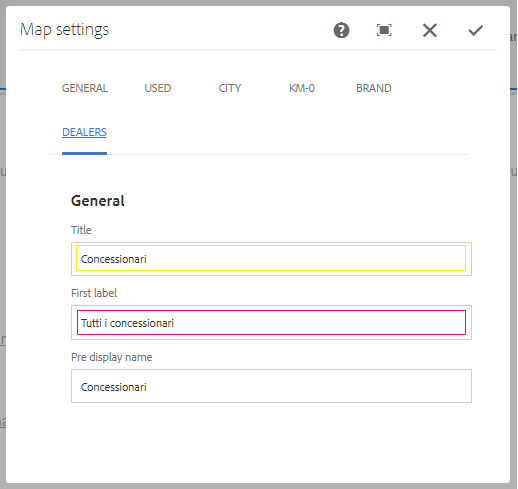 Map settings
GENERAL USED CITY KM-0 BRAND
DEALERS
General
Title
Concessionari
First label
Tutti i concessionari
Pre display name
Concessionari